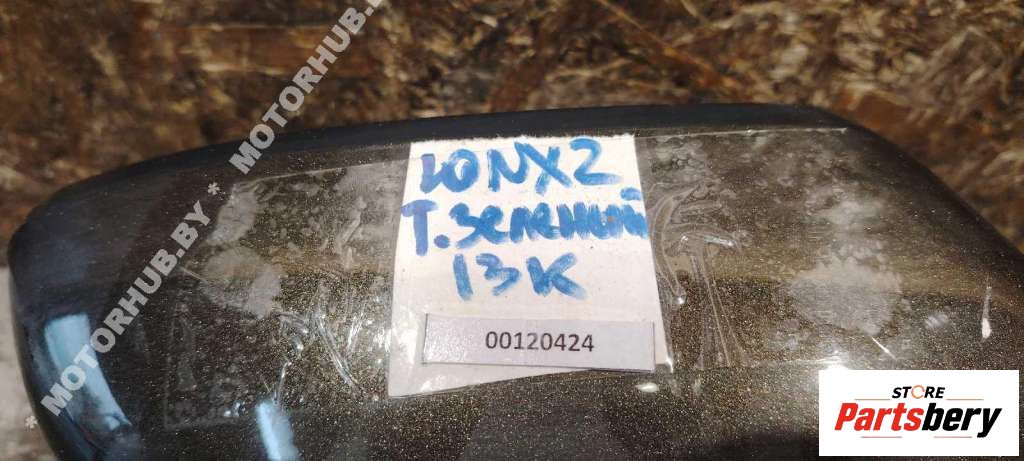 MOTORHUB.BY * MOTORHUB.BY * MOTORHUB.BY
10NX2
Т.зеленый
13К
00120424
STORE
Partsbery